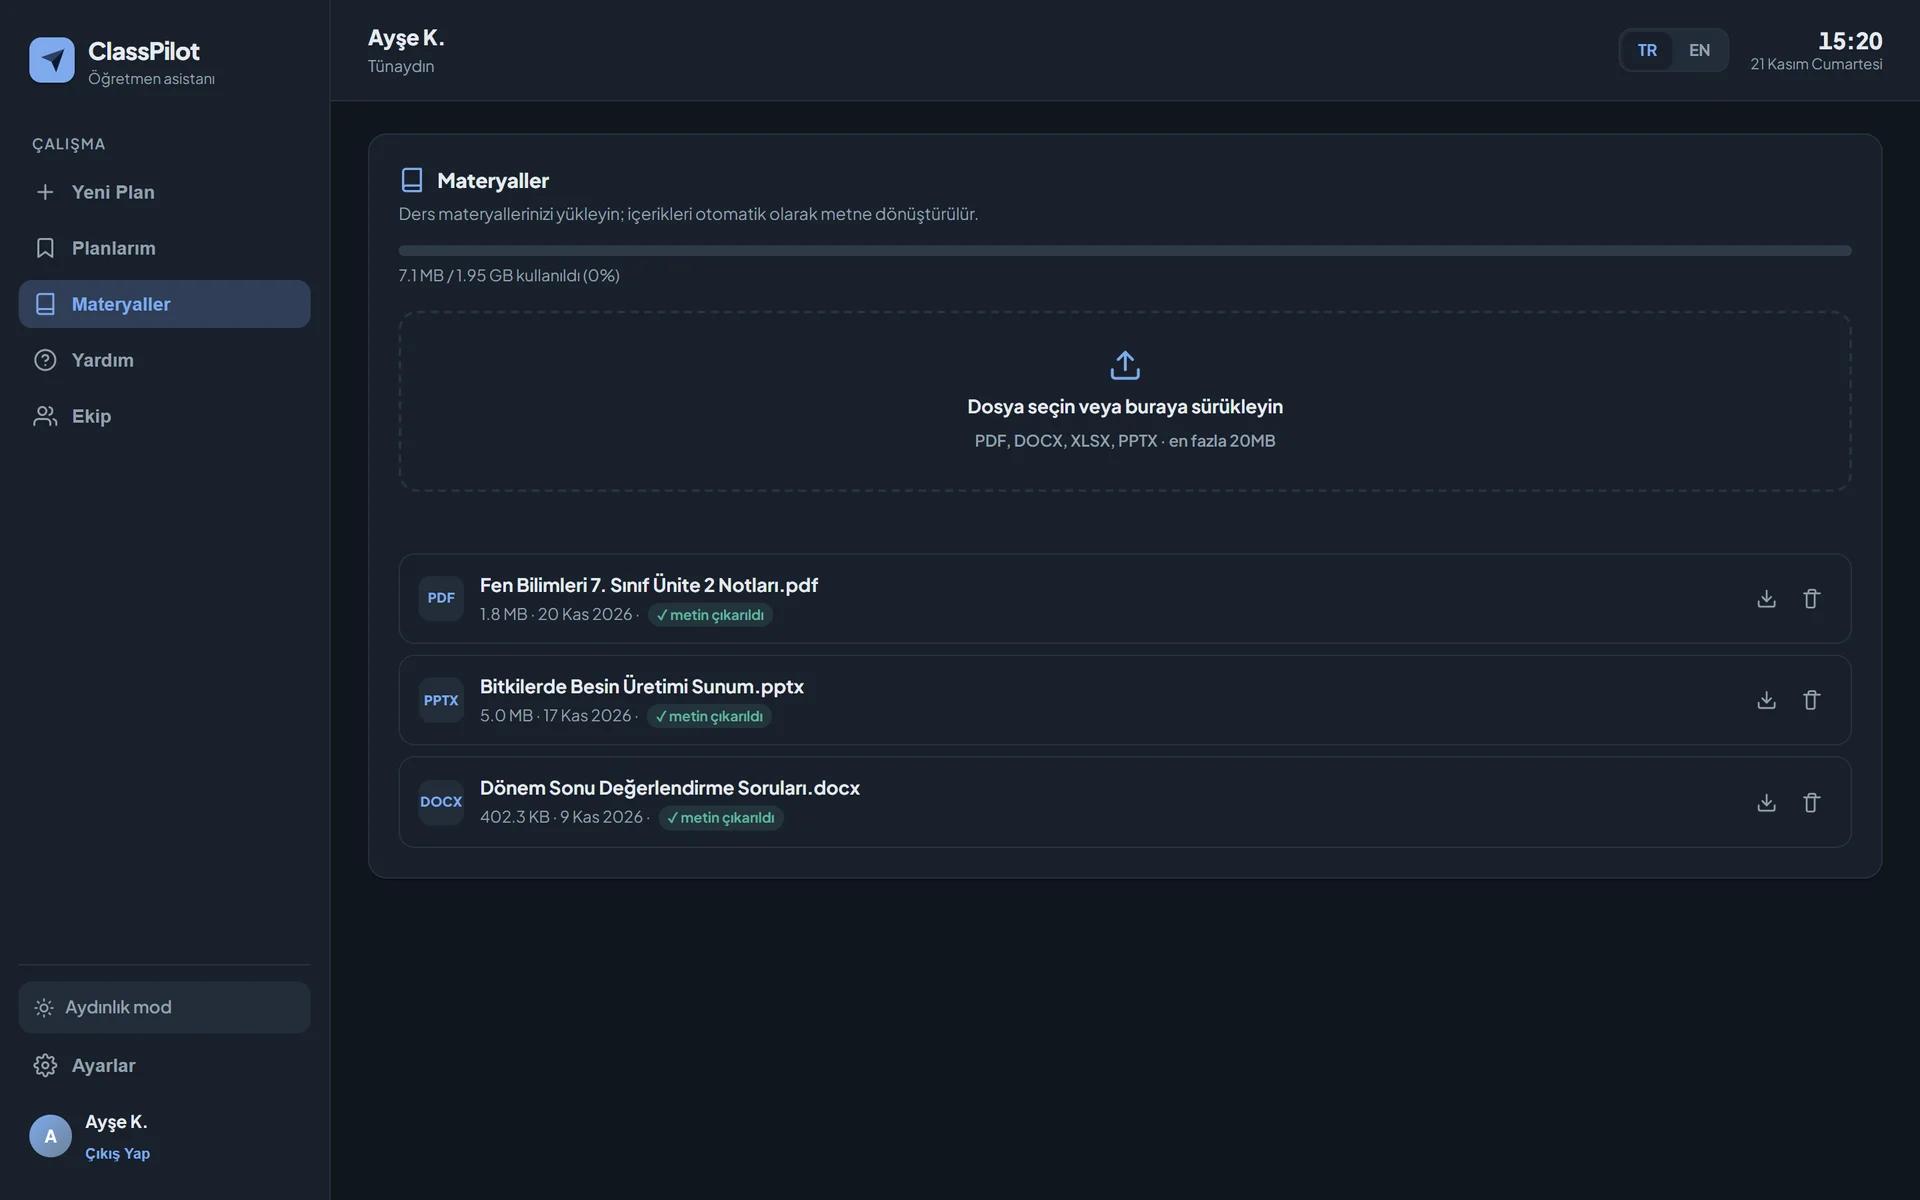 ClassPilot
Öğretmen asistanı
ÇALIŞMA
Yeni Plan
Planlarım
Materyaller
Yardım
Ekip
Aydınlık mod
Ayarlar
A
Ayşe K.
Çıkış Yap
Ayşe K.
Tünaydın
TR EN
15:20
21 Kasım Cumartesi
Materyaller
Ders materyallerinizi yükleyin; içerikleri otomatik olarak metne dönüştürülür.
7.1 MB / 1.95 GB kullanıldı (0%)
Dosya seçin veya buraya sürükleyin
PDF, DOCX, XLSX, PPTX · en fazla 20MB
PDF
Fen Bilimleri 7. Sınıf Ünite 2 Notları.pdf
1.8 MB · 20 Kas 2026 · ✓ metin çıkarıldı
PPTX
Bitkilerde Besin Üretimi Sunum.pptx
5.0 MB · 17 Kas 2026 · ✓ metin çıkarıldı
DOCX
Dönem Sonu Değerlendirme Soruları.docx
402.3 KB · 9 Kas 2026 · ✓ metin çıkarıldı